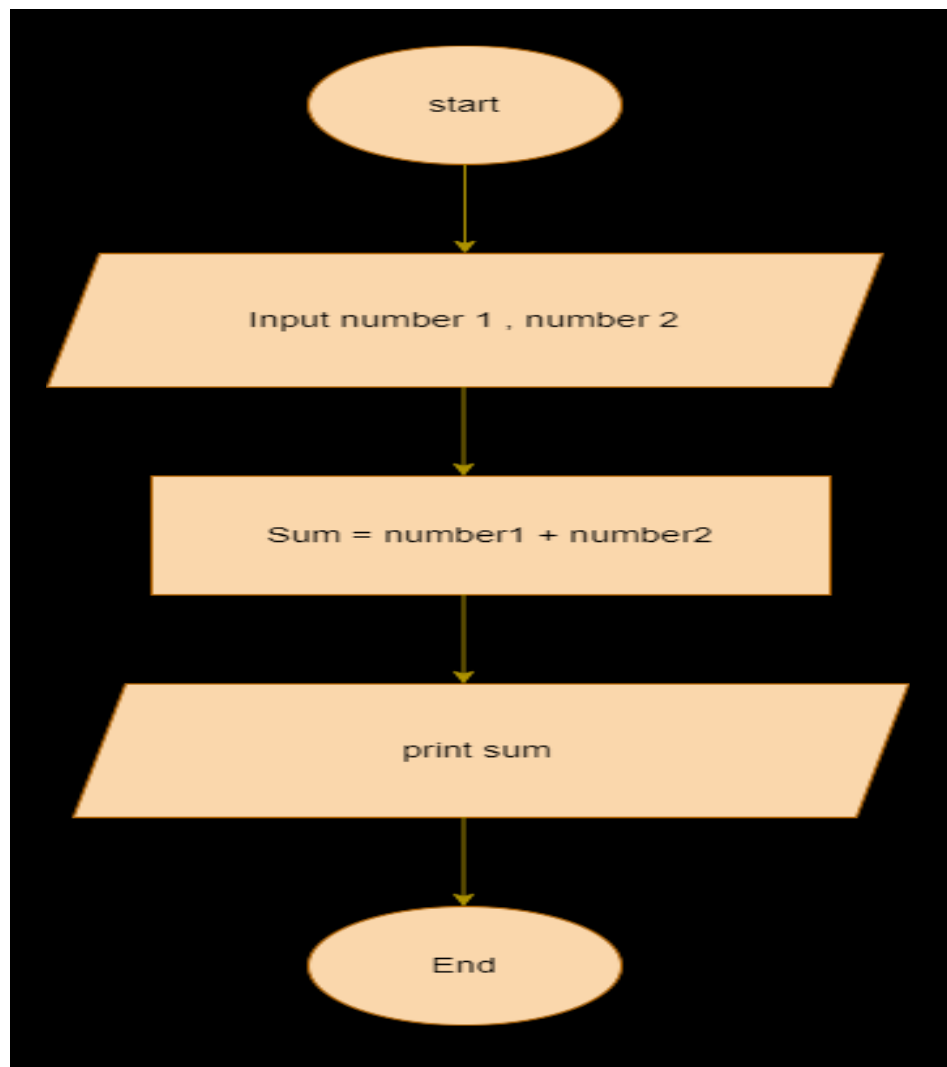 start
Input number 1 , number 2
Sum = number1 + number2
print sum
End